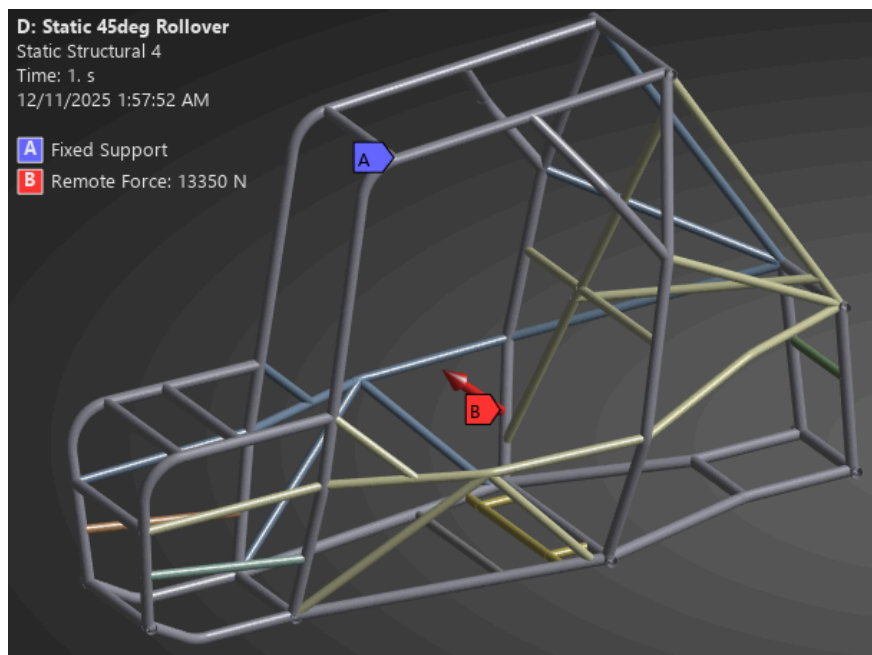 D: Static 45deg Rollover
Static Structural 4
Time: 1. s
12/11/2025 1:57:52 AM
A Fixed Support
B Remote Force: 13350 N
A
B